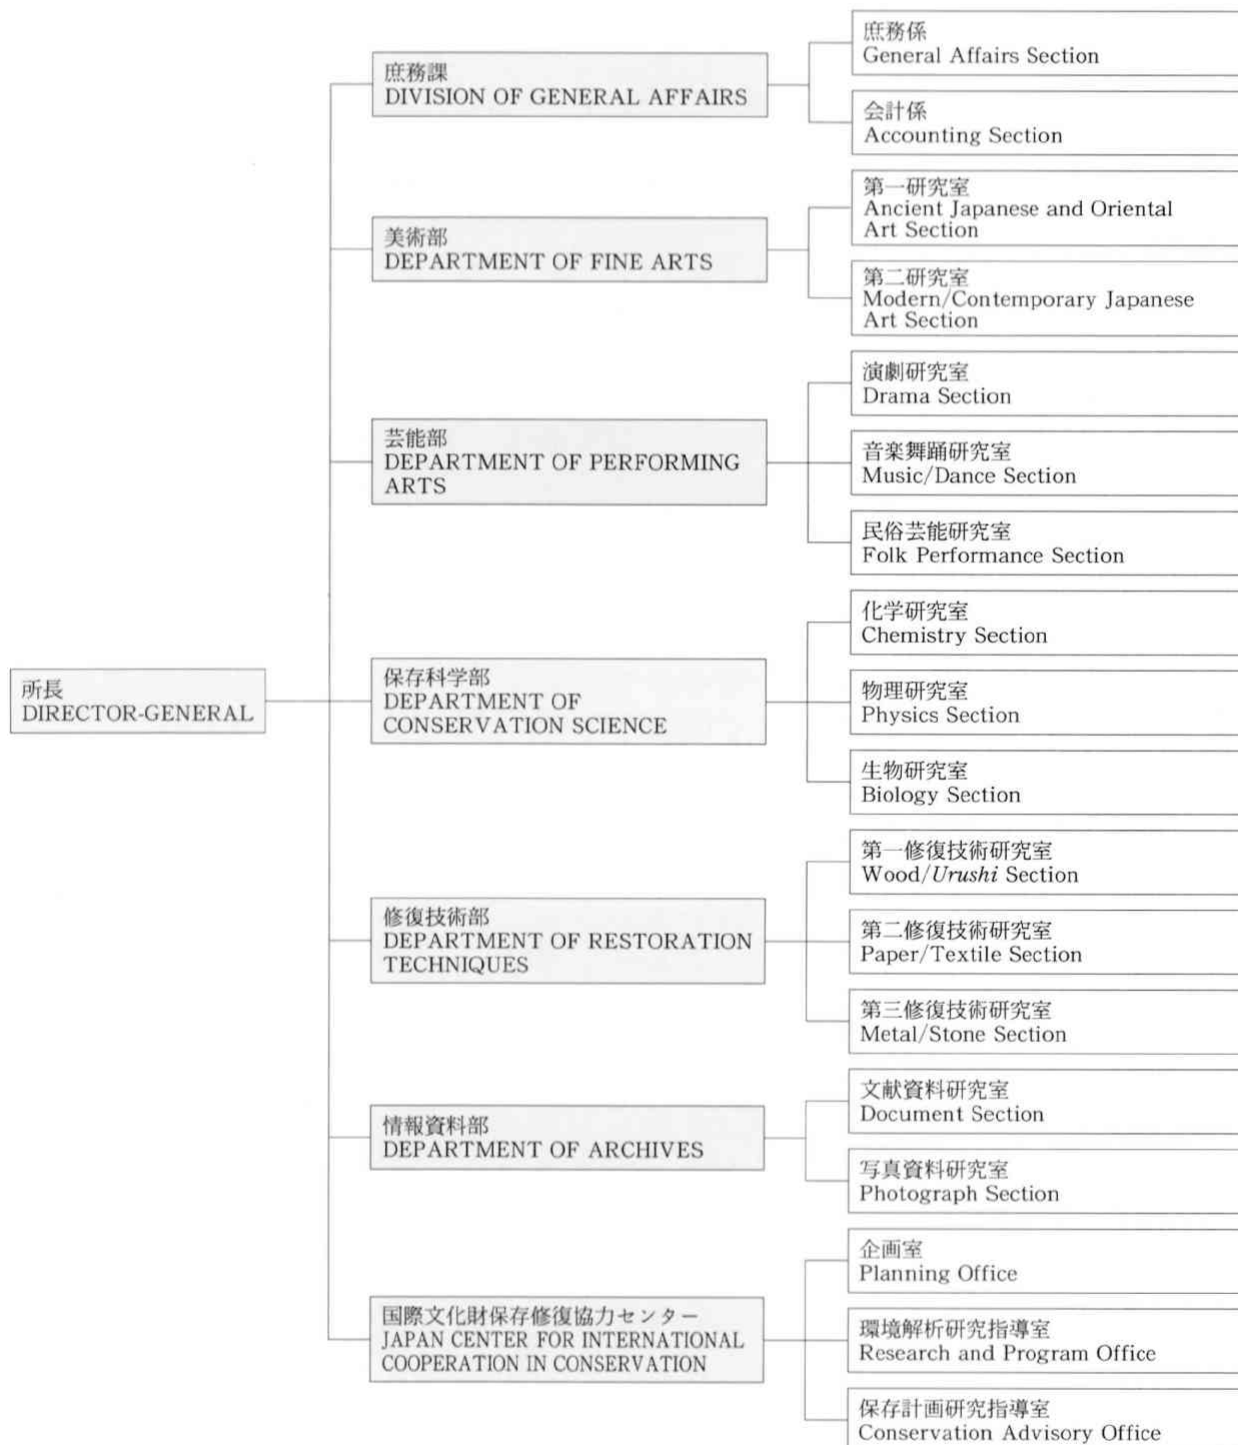 所長
DIRECTOR-GENERAL
庶務課
DIVISION OF GENERAL AFFAIRS
庶務係
General Affairs Section
会計係
Accounting Section
美術部
DEPARTMENT OF FINE ARTS
第一研究室
Ancient Japanese and Oriental
Art Section
第二研究室
Modern/Contemporary Japanese
Art Section
芸能部
DEPARTMENT OF PERFORMING
ARTS
演劇研究室
Drama Section
音楽舞踊研究室
Music/Dance Section
民俗芸能研究室
Folk Performance Section
保存科学部
DEPARTMENT OF
CONSERVATION SCIENCE
化学研究室
Chemistry Section
物理研究室
Physics Section
生物研究室
Biology Section
修復技術部
DEPARTMENT OF RESTORATION
TECHNIQUES
第一修復技術研究室
Wood/Urushi Section
第二修復技術研究室
Paper/Textile Section
第三修復技術研究室
Metal/Stone Section
情報資料部
DEPARTMENT OF ARCHIVES
文献資料研究室
Document Section
写真資料研究室
Photograph Section
国際文化財保存修復協力センター
JAPAN CENTER FOR INTERNATIONAL
COOPERATION IN CONSERVATION
企画室
Planning Office
環境解析研究指導室
Research and Program Office
保存計画研究指導室
Conservation Advisory Office